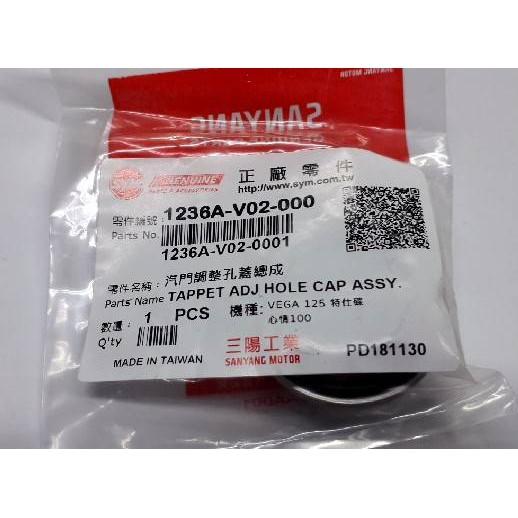 SANYANG MOTOR
SANYANG
GENUINE
正廠零件
http://www.sym.com.tw
零件編號:
Parts No.
1236A-V02-000
1236A-V02-0001
零件名稱: 汽門調整孔蓋總成
Parts Name TAPPET ADJ HOLE CAP ASSY.
數量: 1 PCS 機種: VEGA 125 特仕碟
Q'ty 心情100
三陽工業
SANYANG MOTOR
MADE IN TAIWAN
PD181130